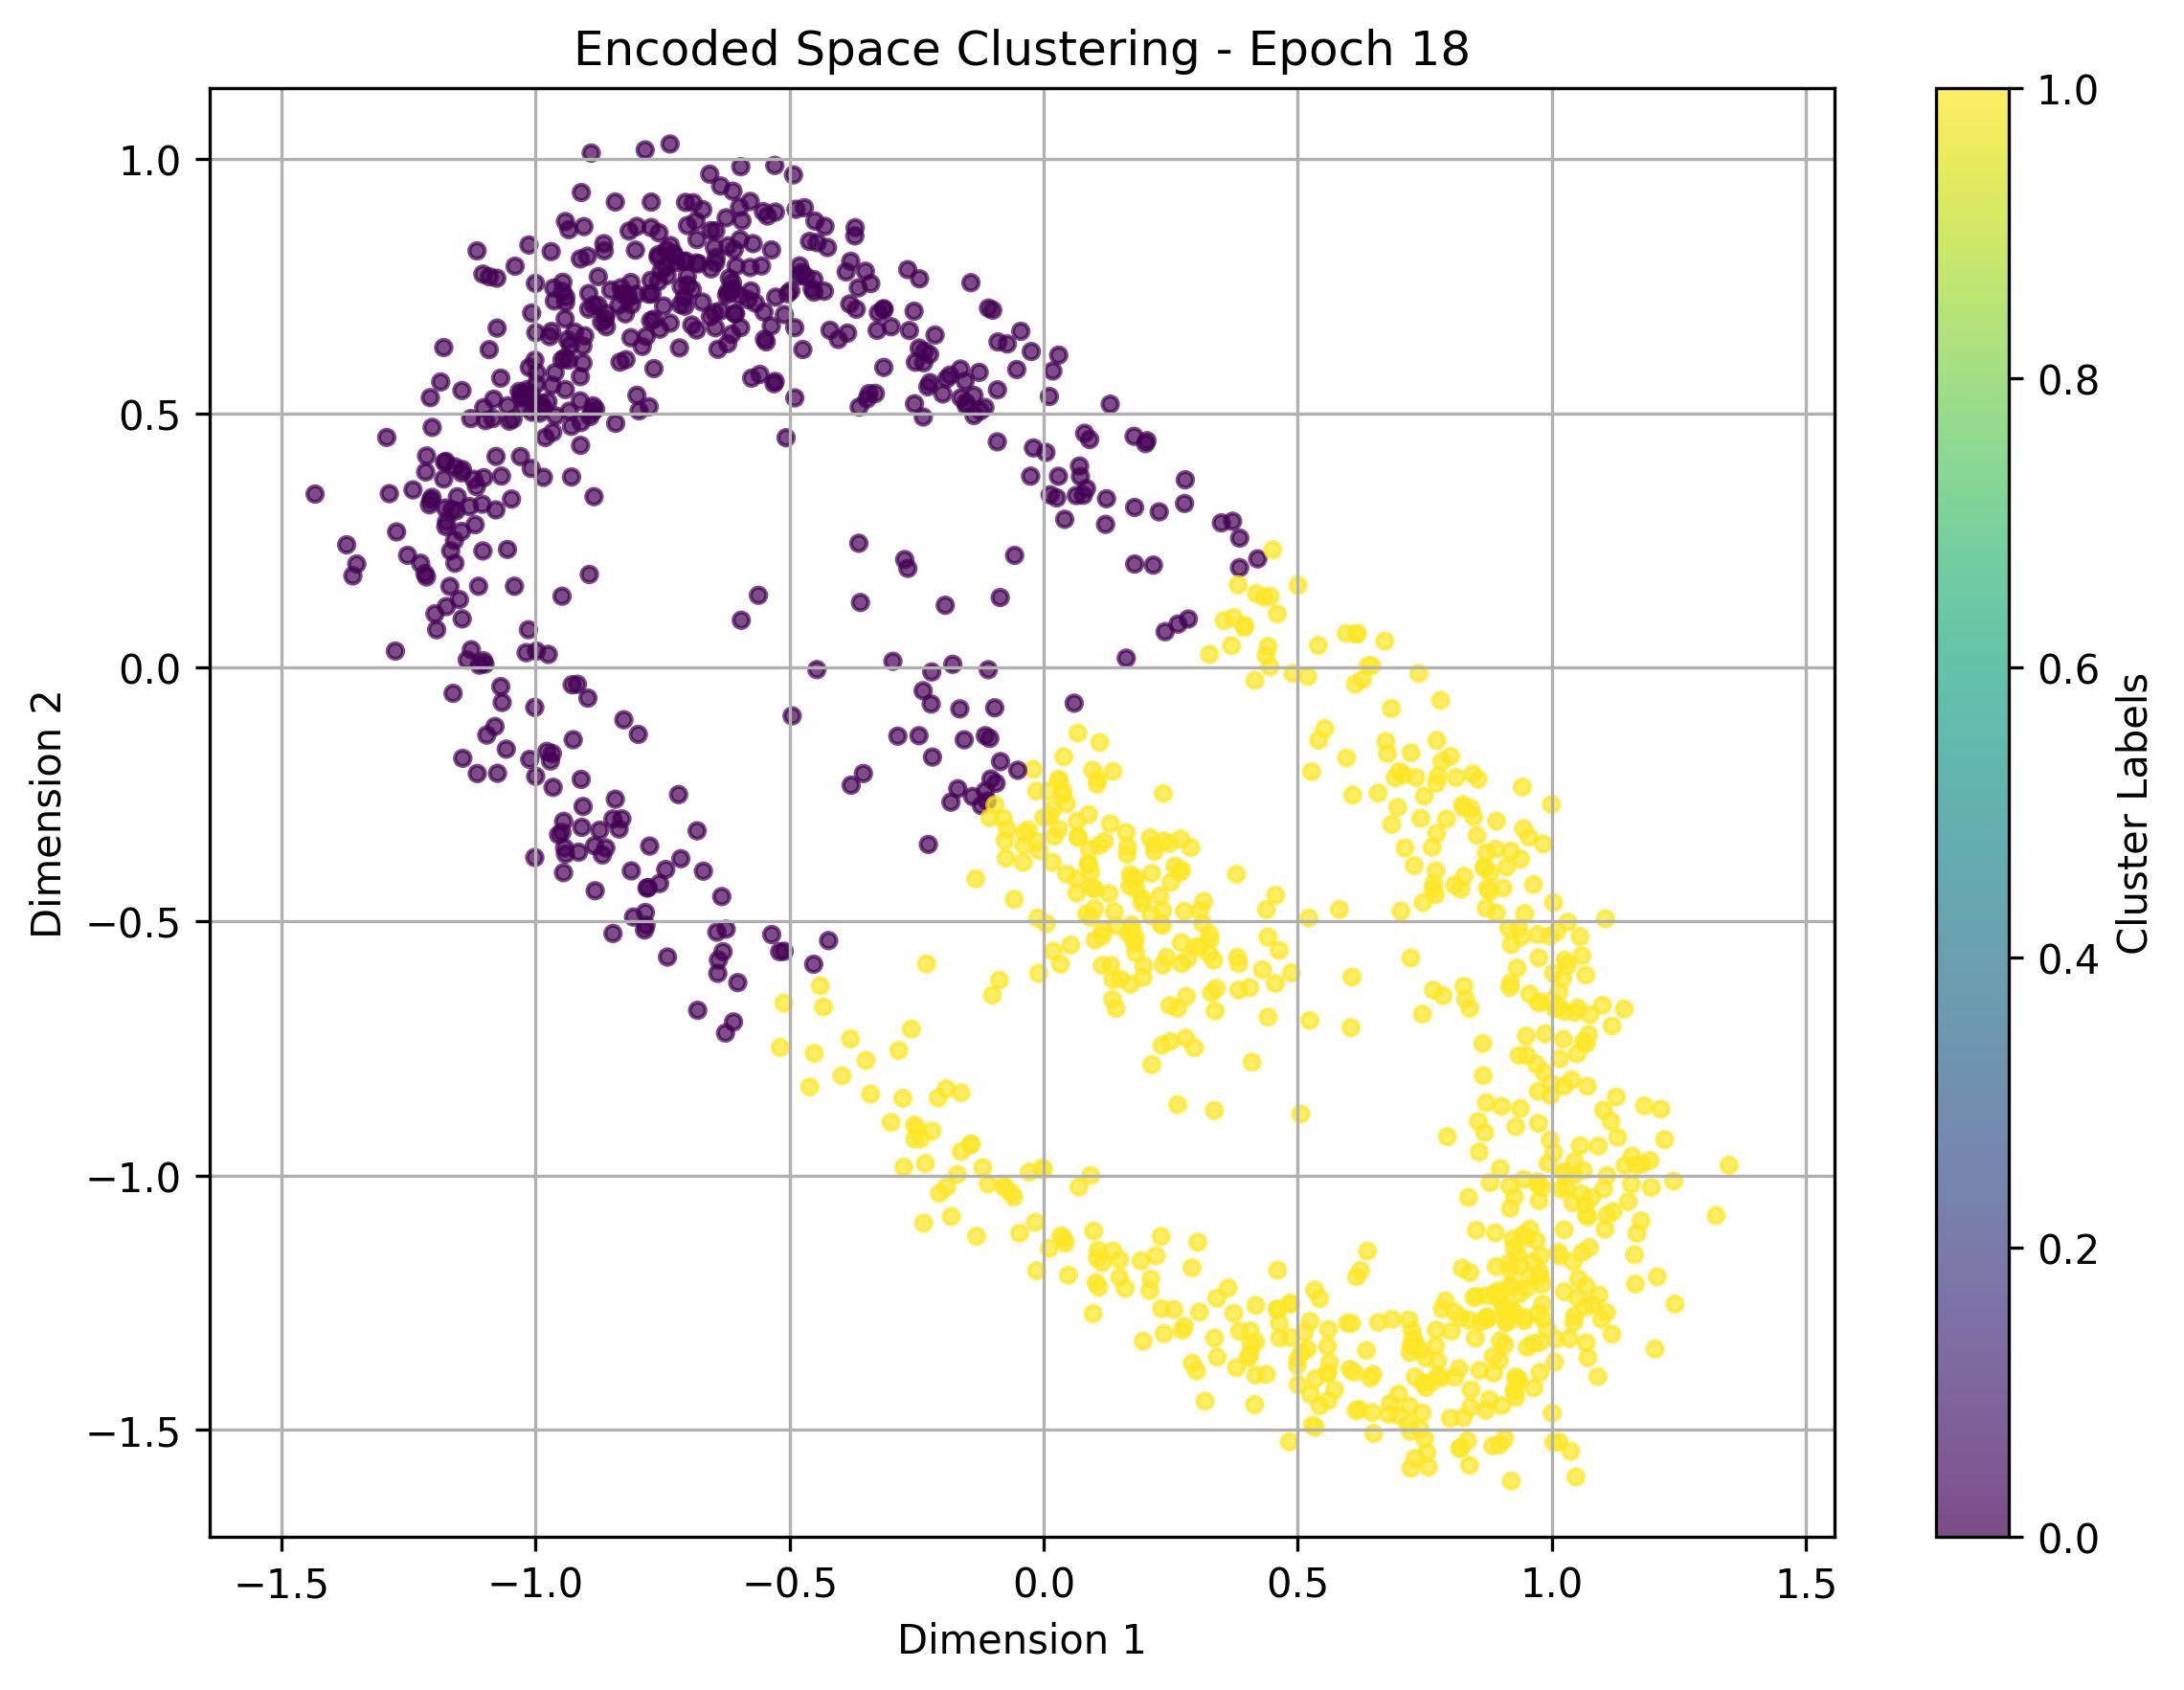 Encoded Space Clustering - Epoch 18
1.0
0.5
0.0
−0.5
−1.0
−1.5
Dimension 2
−1.5 −1.0 −0.5 0.0 0.5 1.0 1.5
Dimension 1
1.0
0.8
0.6
0.4
0.2
0.0
Cluster Labels